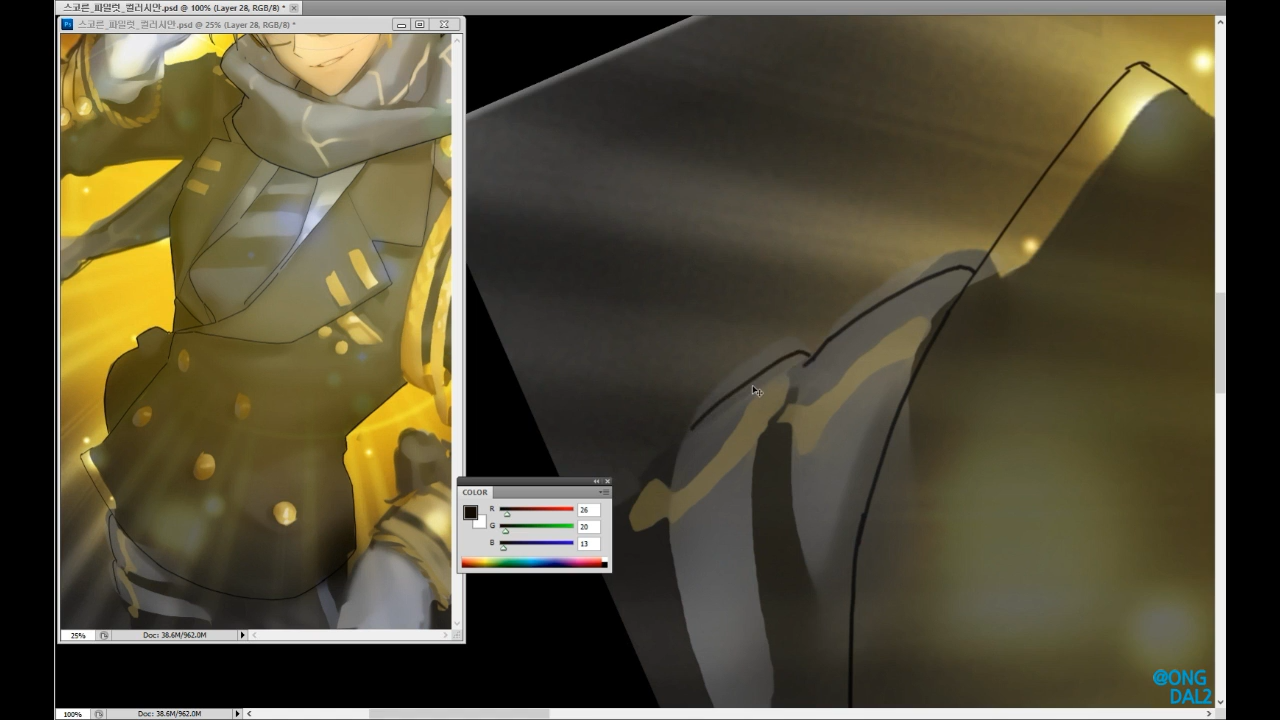 스코른_파멸럿_컬러시안.psd @ 100% (Layer 28, RGB/8) *
스코른_파멸럿_컬러시안.psd @ 25% (Layer 28, RGB/8) *
COLOR
R 26
G 20
B 13
25% Doc: 38.6M/962.0M
@ONG
DAL2
100% Doc: 38.6M/962.0M